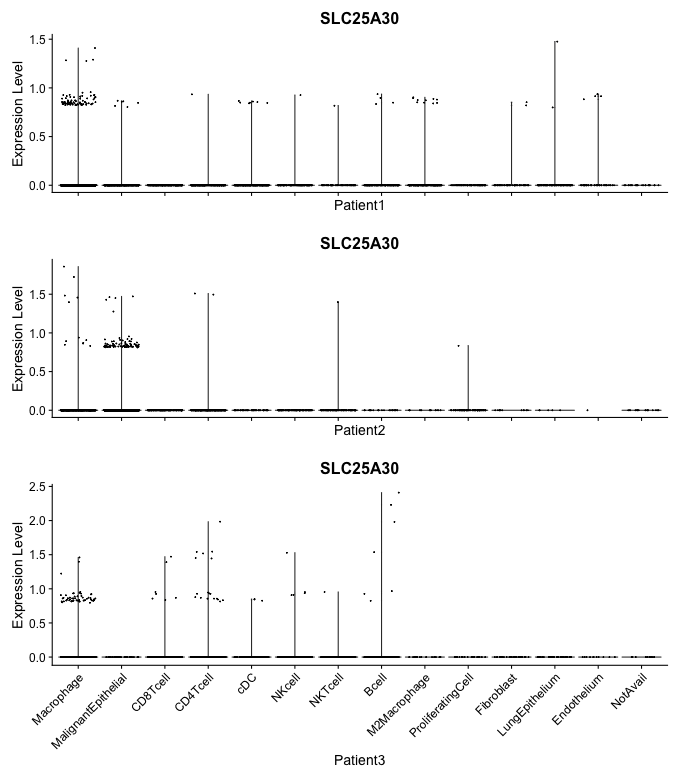 SLC25A30
Expression Level
1.5
1.0
0.5
0.0
Patient1
SLC25A30
Expression Level
1.5
1.0
0.5
0.0
Patient2
SLC25A30
Expression Level
2.5
2.0
1.5
1.0
0.5
0.0
Macrophage
MalignantEpithelial
CD8Tcell
CD4Tcell
cDC
NKcell
NKTcell
Bcell
M2Macrophage
ProliferatingCell
Fibroblast
LungEpithelium
Endothelium
NotAvail
Patient3